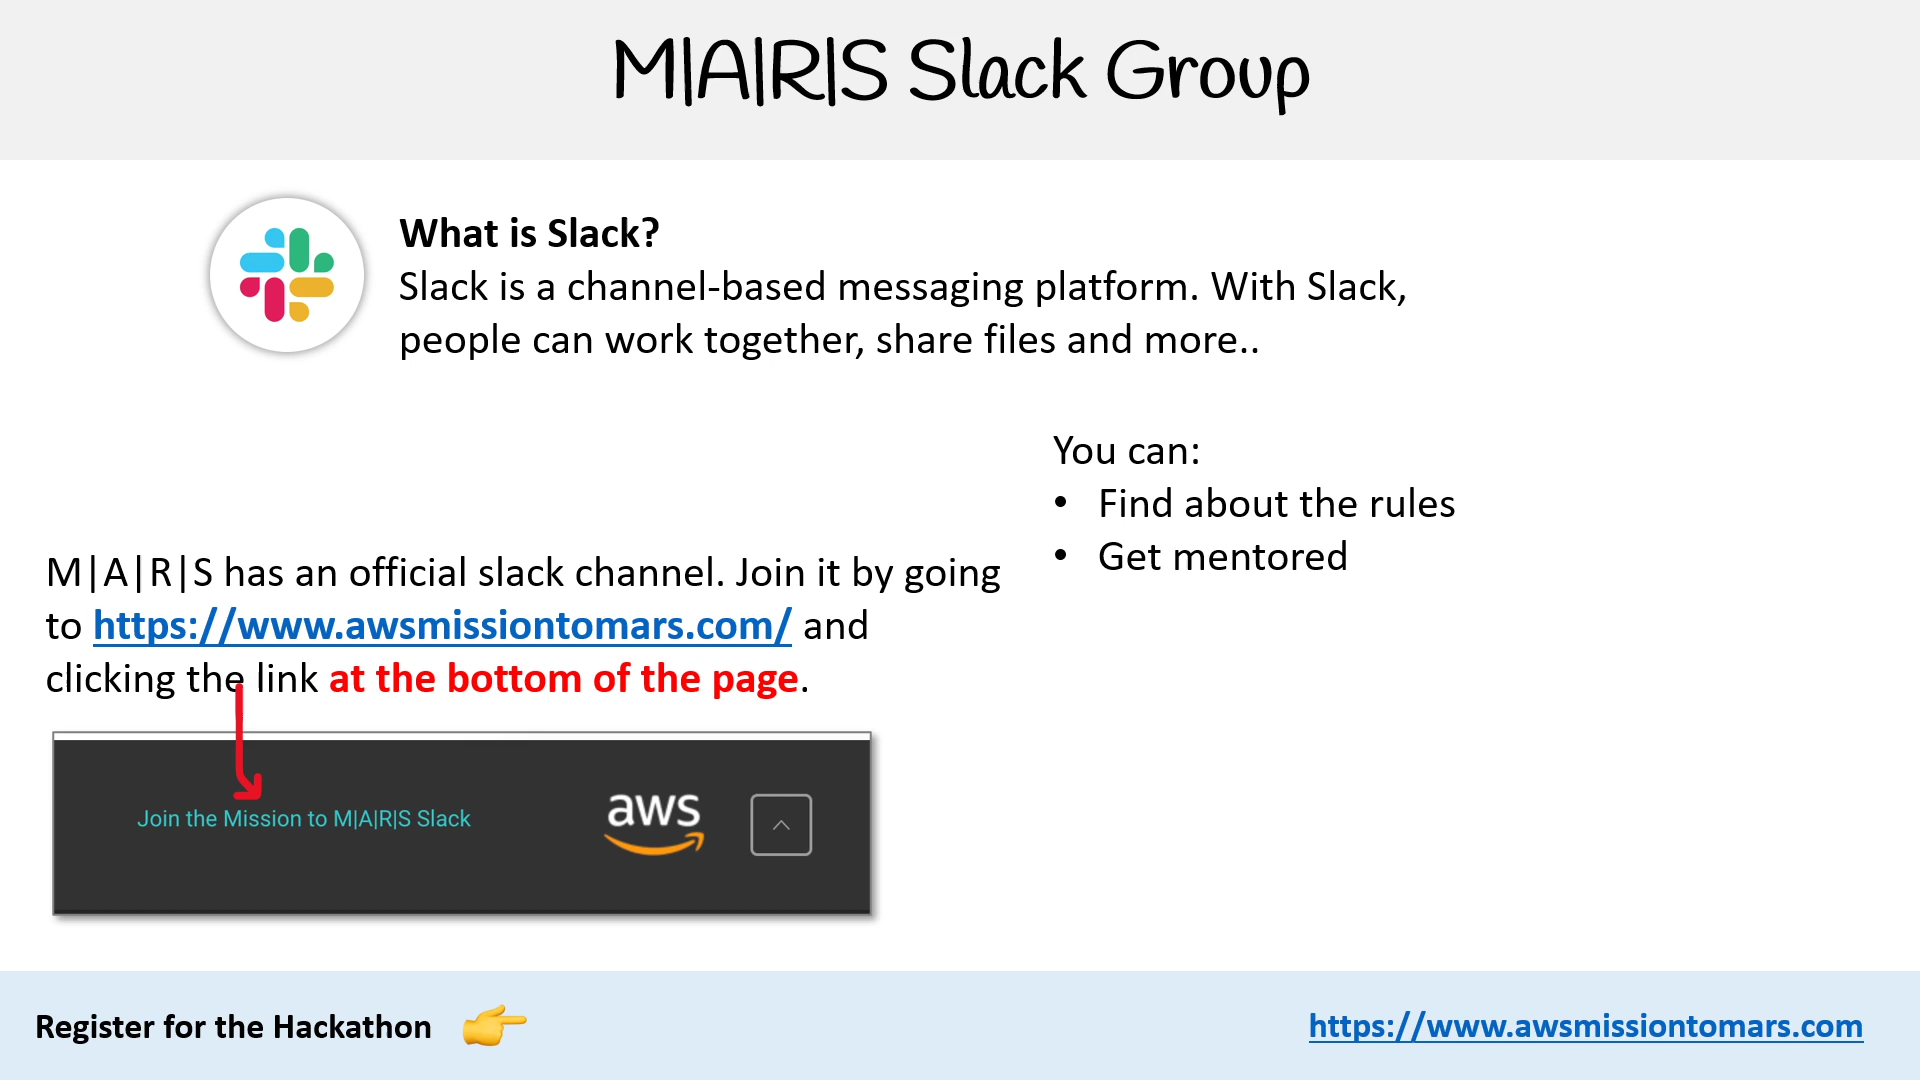 M|A|R|S Slack Group
What is Slack?
Slack is a channel-based messaging platform. With Slack,
people can work together, share files and more..
You can:
• Find about the rules
• Get mentored
M|A|R|S has an official slack channel. Join it by going
to https://www.awsmissiontomars.com/ and
clicking the link at the bottom of the page.
Join the Mission to M|A|R|S Slack
aws
Register for the Hackathon
https://www.awsmissiontomars.com